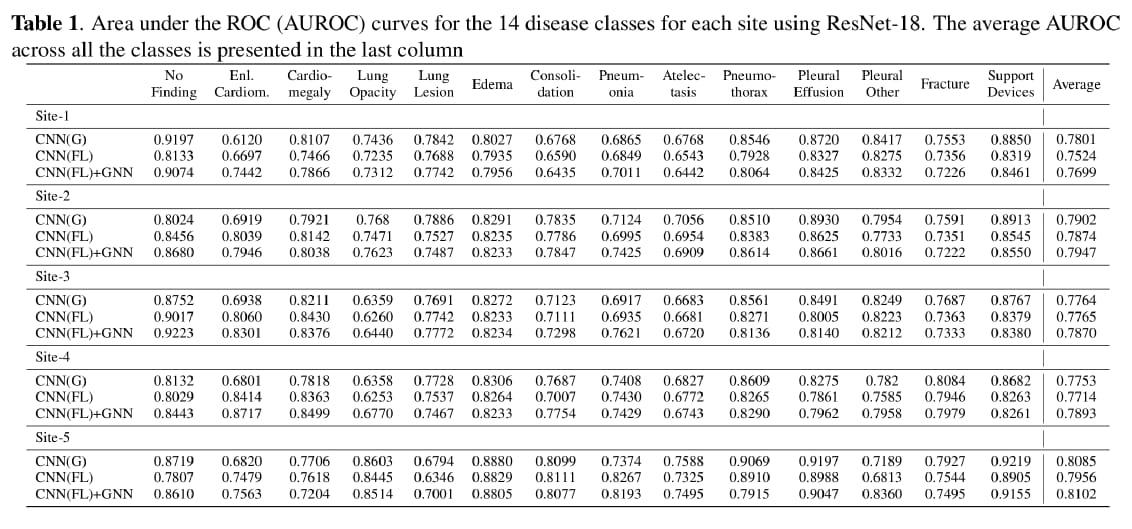 Table 1. Area under the ROC (AUROC) curves for the 14 disease classes for each site using ResNet-18. The average AUROC
across all the classes is presented in the last column
No Finding Enl. Cardiom. Cardio-megaly Lung Opacity Lung Lesion Edema Consoli-dation Pneum-onia Atelec-tasis Pneumo-thorax Pleural Effusion Pleural Other Fracture Support Devices Average
Site-1
CNN(G) 0.9197 0.6120 0.8107 0.7436 0.7842 0.8027 0.6768 0.6865 0.6768 0.8546 0.8720 0.8417 0.7553 0.8850 0.7801
CNN(FL) 0.8133 0.6697 0.7466 0.7235 0.7688 0.7935 0.6590 0.6849 0.6543 0.7928 0.8327 0.8275 0.7356 0.8319 0.7524
CNN(FL)+GNN 0.9074 0.7442 0.7866 0.7312 0.7742 0.7956 0.6435 0.7011 0.6442 0.8064 0.8425 0.8332 0.7226 0.8461 0.7699
Site-2
CNN(G) 0.8024 0.6919 0.7921 0.768 0.7886 0.8291 0.7835 0.7124 0.7056 0.8510 0.8930 0.7954 0.7591 0.8913 0.7902
CNN(FL) 0.8456 0.8039 0.8142 0.7471 0.7527 0.8235 0.7786 0.6995 0.6954 0.8383 0.8625 0.7733 0.7351 0.8545 0.7874
CNN(FL)+GNN 0.8680 0.7946 0.8038 0.7623 0.7487 0.8233 0.7847 0.7425 0.6909 0.8614 0.8661 0.8016 0.7222 0.8550 0.7947
Site-3
CNN(G) 0.8752 0.6938 0.8211 0.6359 0.7691 0.8272 0.7123 0.6917 0.6683 0.8561 0.8491 0.8249 0.7687 0.8767 0.7764
CNN(FL) 0.9017 0.8060 0.8430 0.6260 0.7742 0.8233 0.7111 0.6935 0.6681 0.8271 0.8005 0.8223 0.7363 0.8379 0.7765
CNN(FL)+GNN 0.9223 0.8301 0.8376 0.6440 0.7772 0.8234 0.7298 0.7621 0.6720 0.8136 0.8140 0.8212 0.7333 0.8380 0.7870
Site-4
CNN(G) 0.8132 0.6801 0.7818 0.6358 0.7728 0.8306 0.7687 0.7408 0.6827 0.8609 0.8275 0.782 0.8084 0.8682 0.7753
CNN(FL) 0.8029 0.8414 0.8363 0.6253 0.7537 0.8264 0.7007 0.7430 0.6772 0.8265 0.7861 0.7585 0.7946 0.8263 0.7714
CNN(FL)+GNN 0.8443 0.8717 0.8499 0.6770 0.7467 0.8233 0.7754 0.7429 0.6743 0.8290 0.7962 0.7958 0.7979 0.8261 0.7893
Site-5
CNN(G) 0.8719 0.6820 0.7706 0.8603 0.6794 0.8880 0.8099 0.7374 0.7588 0.9069 0.9197 0.7189 0.7927 0.9219 0.8085
CNN(FL) 0.7807 0.7479 0.7618 0.8445 0.6346 0.8829 0.8111 0.8267 0.7325 0.8910 0.8988 0.6813 0.7544 0.8905 0.7956
CNN(FL)+GNN 0.8610 0.7563 0.7204 0.8514 0.7001 0.8805 0.8077 0.8193 0.7495 0.7915 0.9047 0.8360 0.7495 0.9155 0.8102